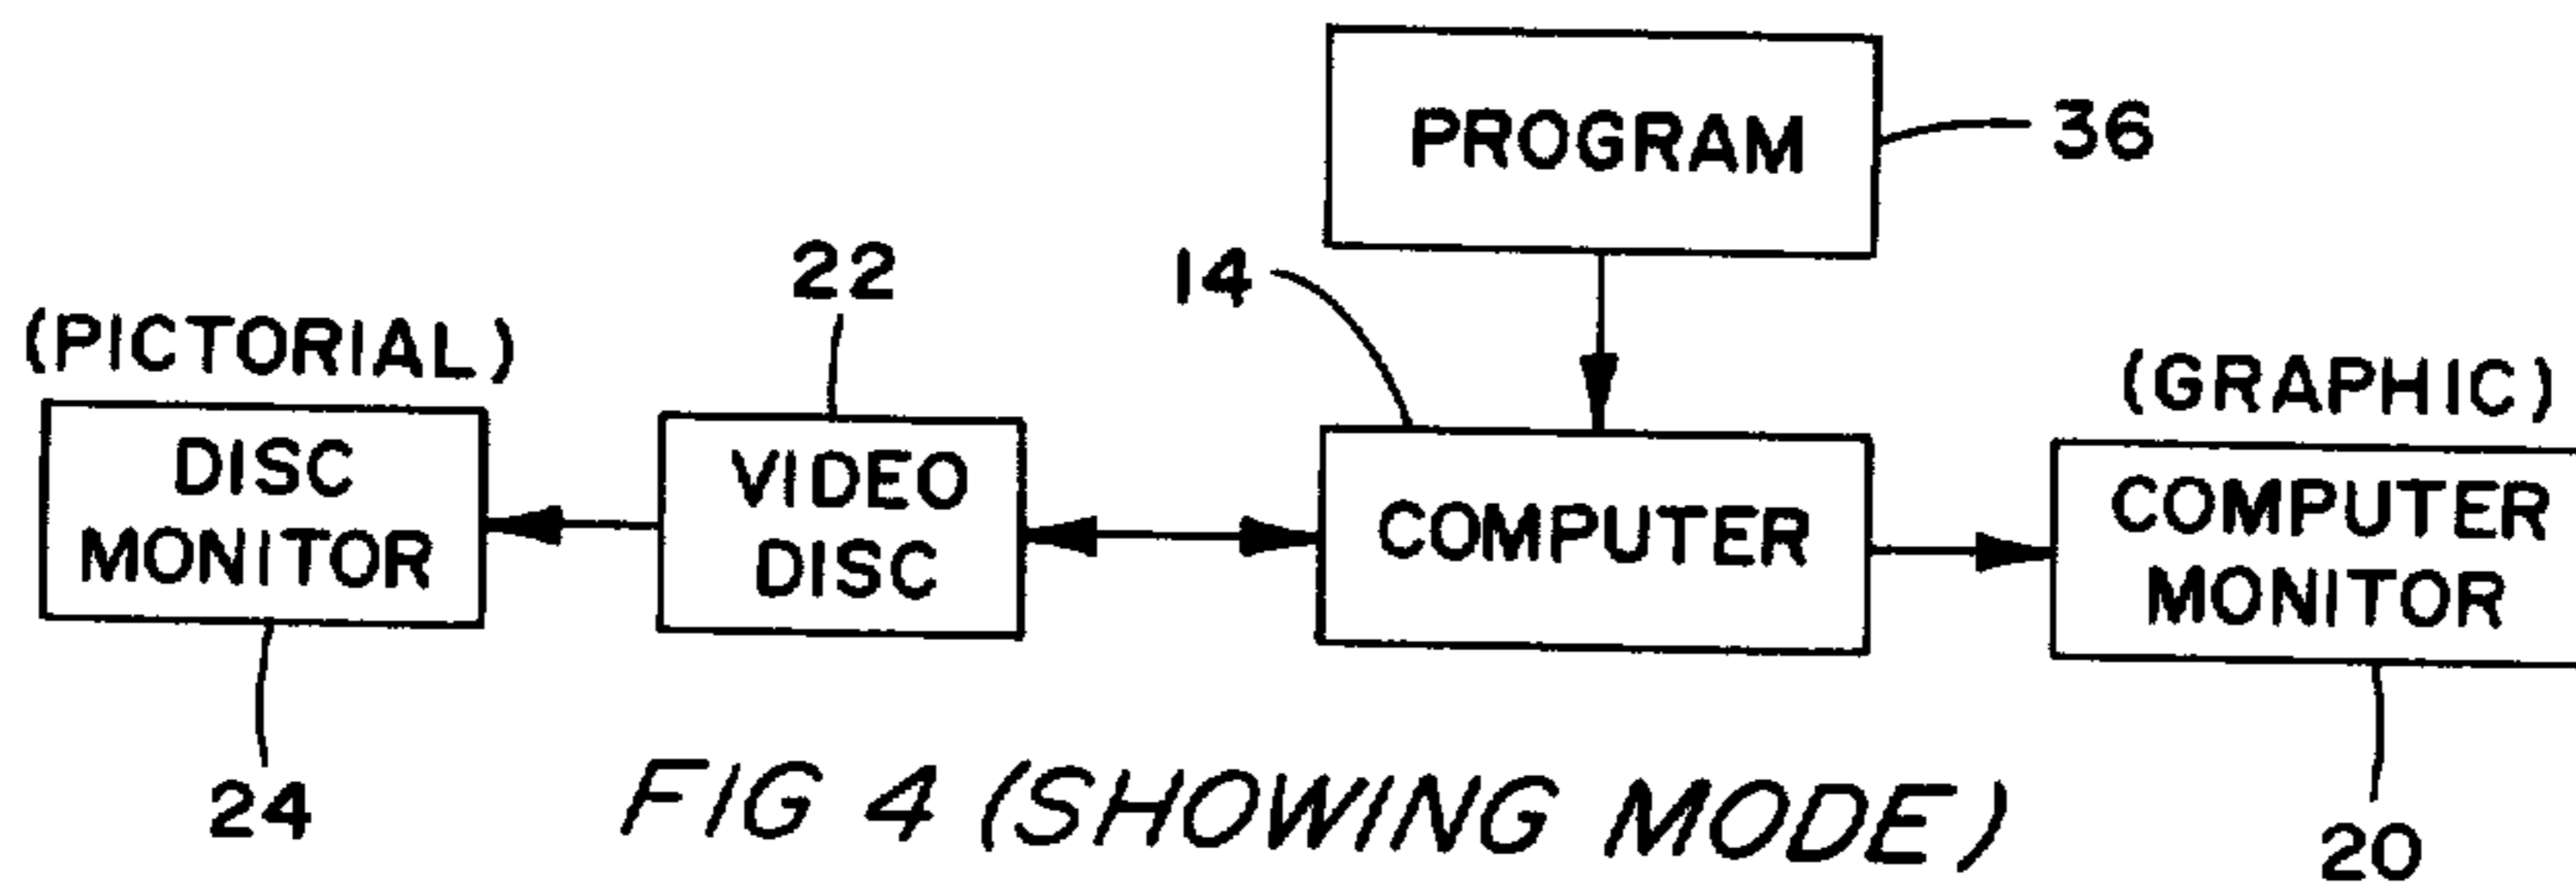 PROGRAM
36
22
14
(PICTORIAL)
(GRAPHIC)
DISC
MONITOR
VIDEO
DISC
COMPUTER
COMPUTER
MONITOR
24
20
FIG 4 (SHOWING MODE)